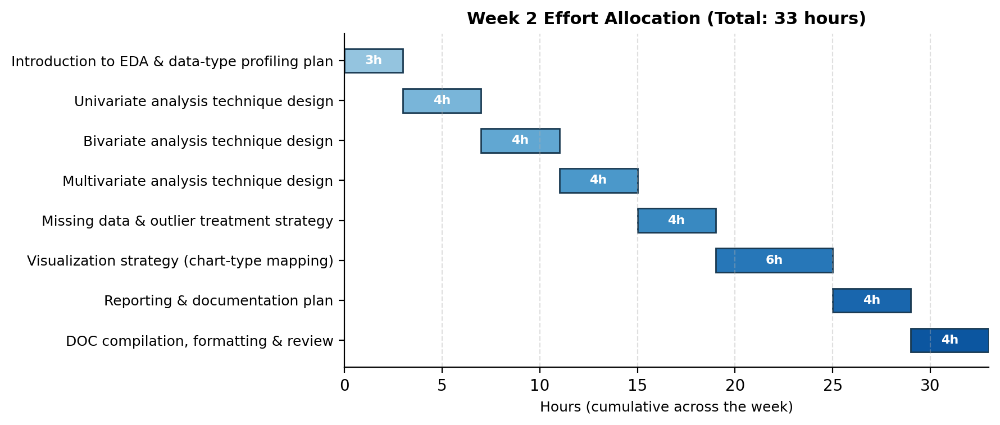 Week 2 Effort Allocation (Total: 33 hours)
Introduction to EDA & data-type profiling plan
3h
Univariate analysis technique design
4h
Bivariate analysis technique design
4h
Multivariate analysis technique design
4h
Missing data & outlier treatment strategy
4h
Visualization strategy (chart-type mapping)
6h
Reporting & documentation plan
4h
DOC compilation, formatting & review
4h
0 5 10 15 20 25 30
Hours (cumulative across the week)